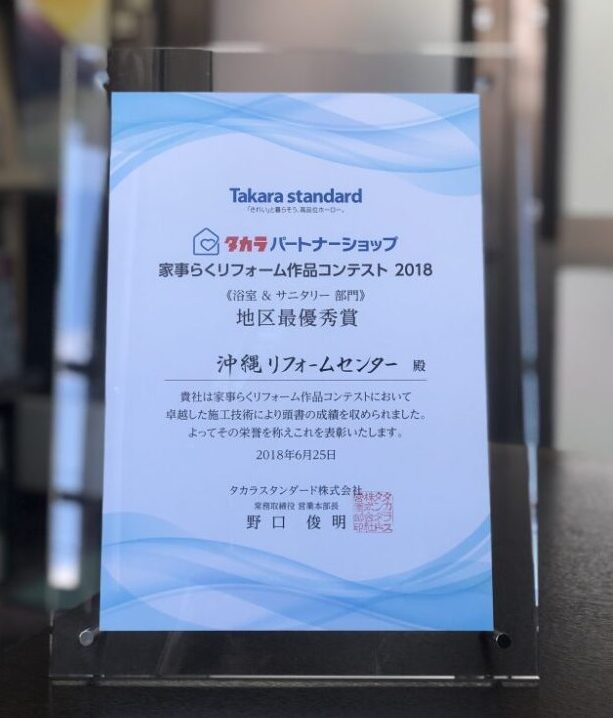 Takara standard
「きれい」と暮らそう。高品位ホーロー。
タカラ パートナーショップ
家事らくリフォーム作品コンテスト 2018
《浴室 & サニタリー 部門》
地区最優秀賞
沖縄リフォームセンター 殿
貴社は家事らくリフォーム作品コンテストにおいて
卓越した施工技術により頭書の成績を収められました。
よってその栄誉を称えこれを表彰いたします。
2018年6月25日
タカラスタンダード株式会社
常務取締役 営業本部長
野口 俊明